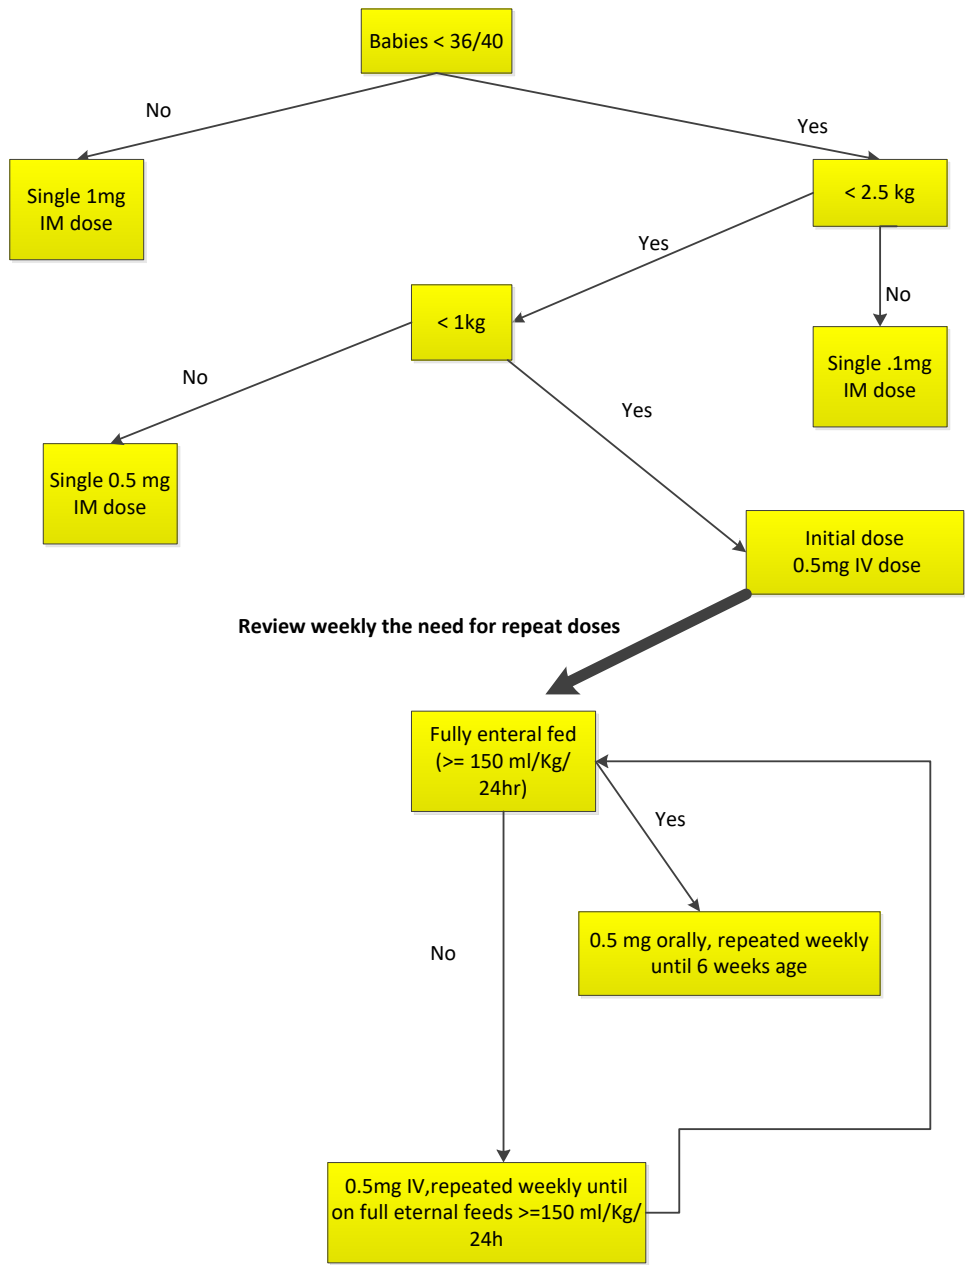 Babies < 36/40
No
Yes
Single 1mg
IM dose
< 2.5 kg
Yes
No
< 1kg
Single .1mg
IM dose
No
Yes
Single 0.5 mg
IM dose
Initial dose
0.5mg IV dose
Review weekly the need for repeat doses
Fully enteral fed
(>= 150 ml/Kg/
24hr)
Yes
0.5 mg orally, repeated weekly
until 6 weeks age
No
0.5mg IV,repeated weekly until
on full eternal feeds >=150 ml/Kg/
24h